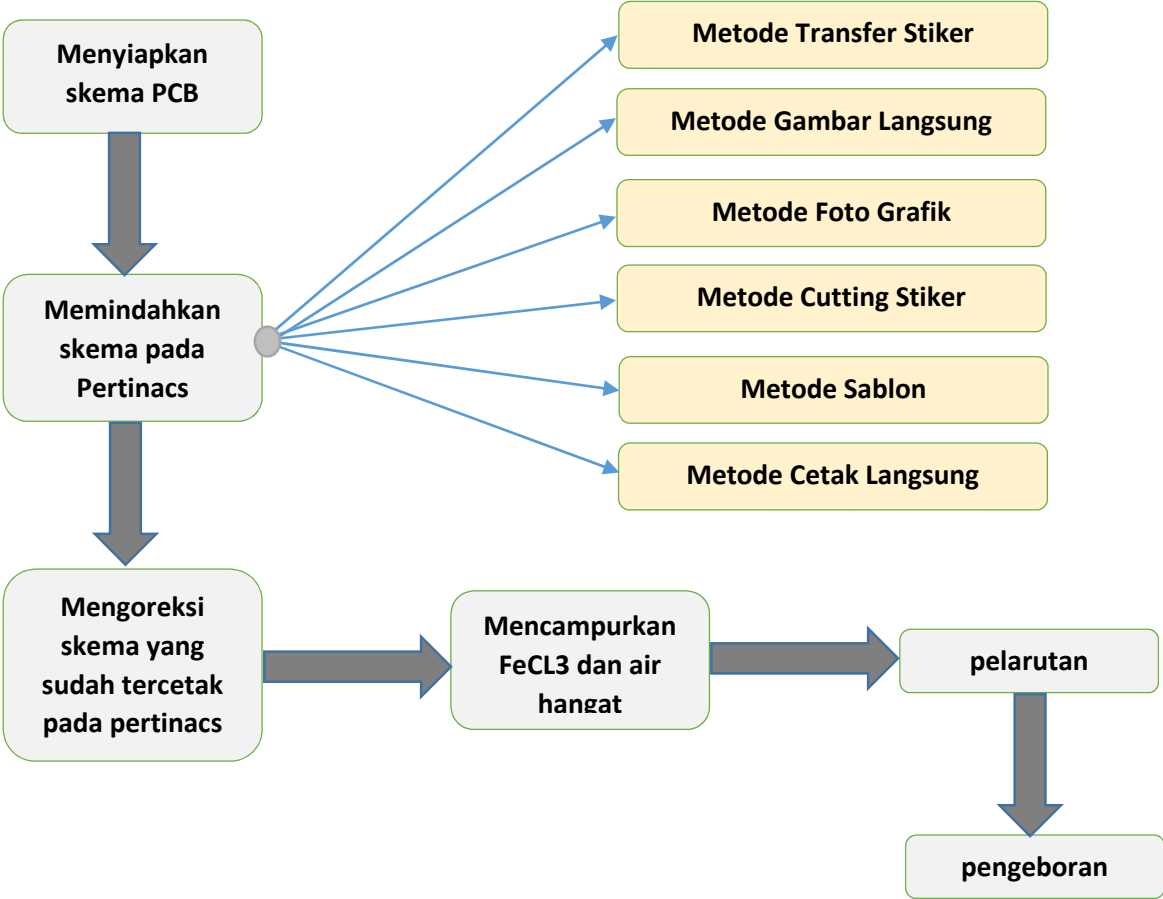 Menyiapkan
skema PCB
Metode Transfer Stiker
Metode Gambar Langsung
Metode Foto Grafik
Metode Cutting Stiker
Metode Sablon
Metode Cetak Langsung
Memindahkan
skema pada
Pertinacs
Mengoreksi
skema yang
sudah tercetak
pada pertinacs
Mencampurkan
FeCL3 dan air
hangat
pelarutan
pengeboran